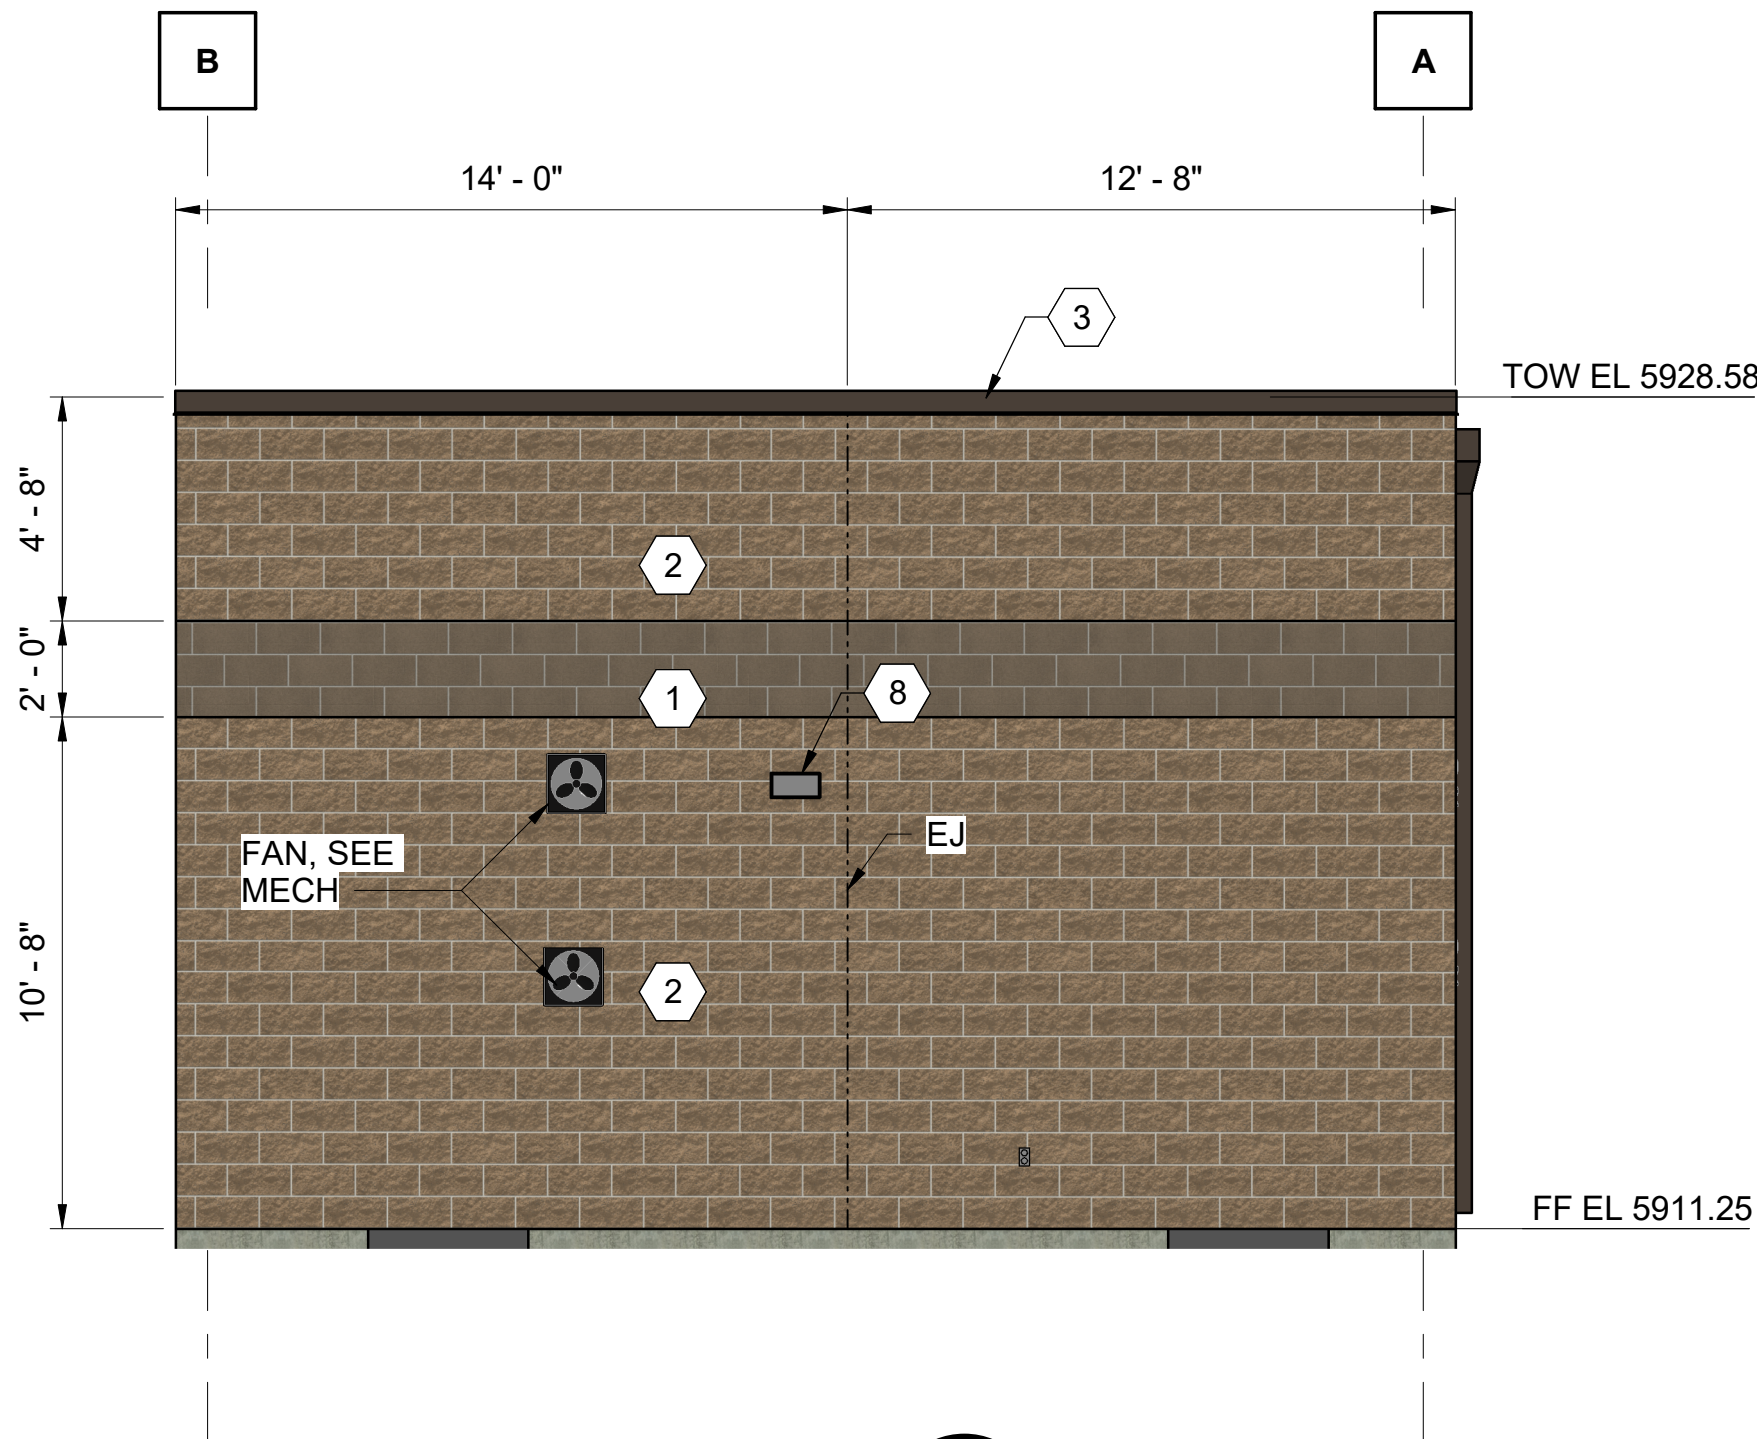 B
A
14' - 0"
12' - 8"
3
TOW EL 5928.58
4' - 8"
2
2' - 0"
1
8
FAN, SEE
MECH
EJ
10' - 8"
2
FF EL 5911.25